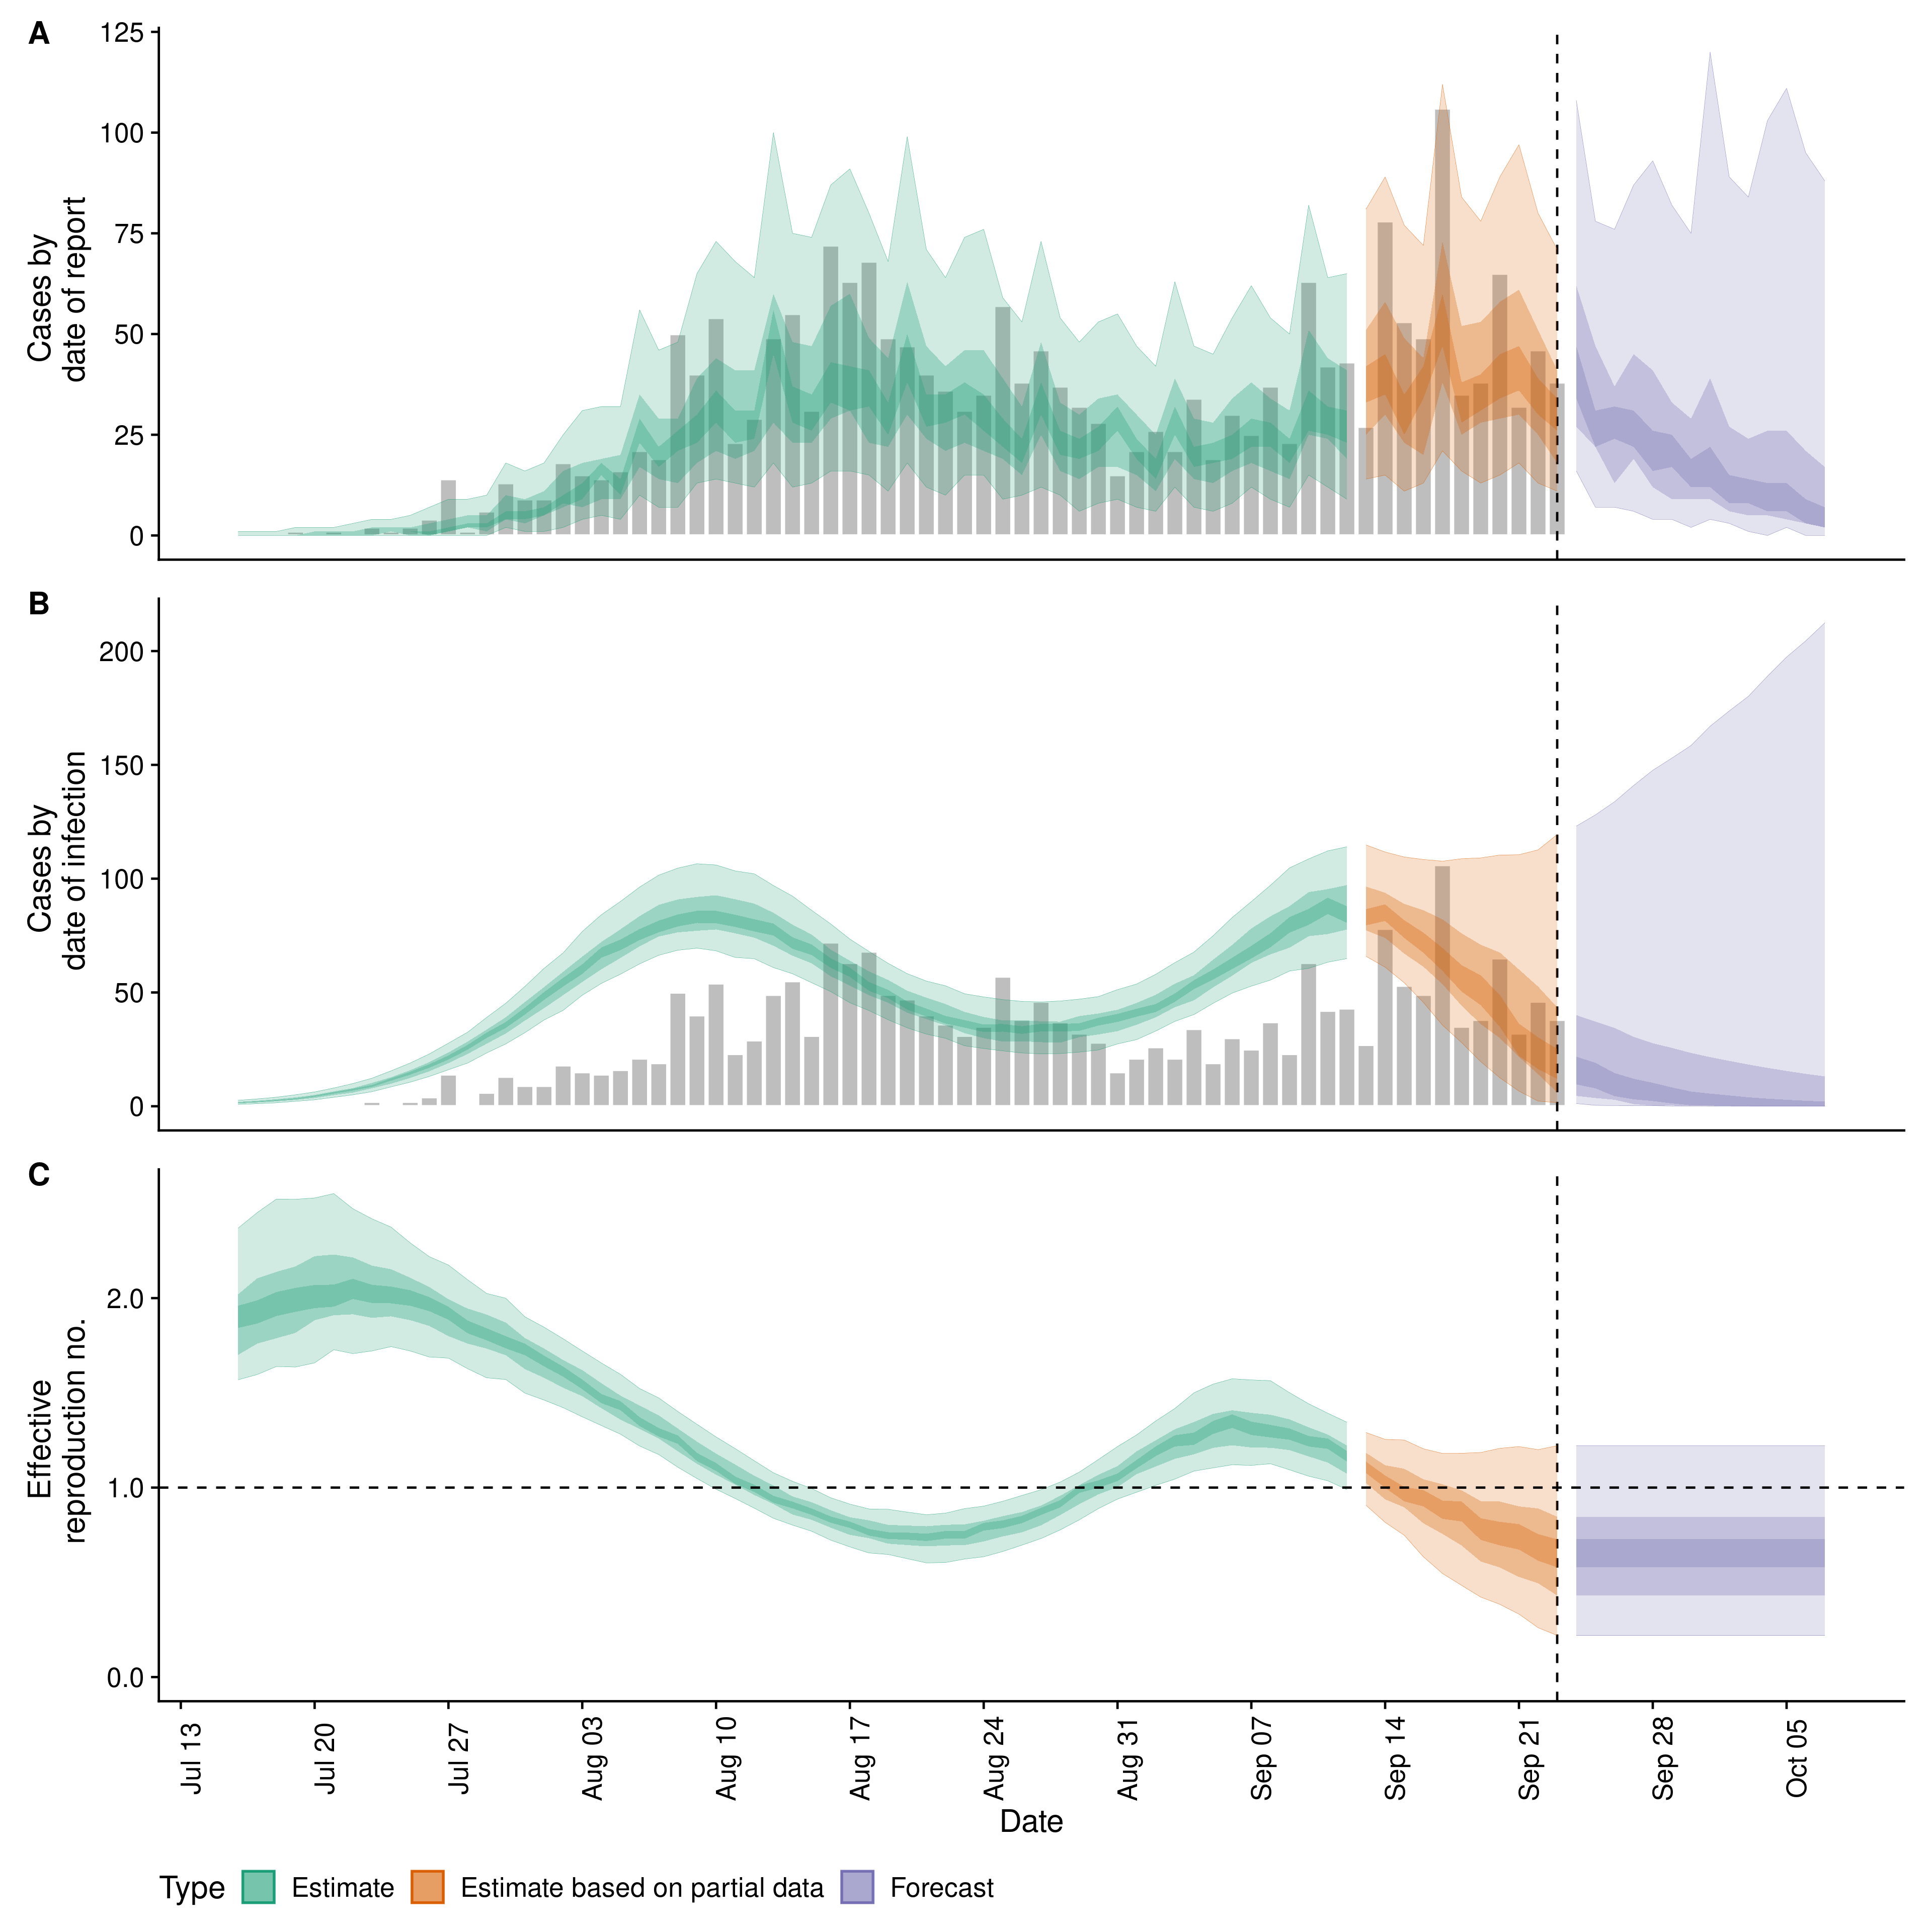 A
Cases by
date of report
125
100
75
50
25
0
B
Cases by
date of infection
200
150
100
50
0
C
Effective
reproduction no.
2.0
1.0
0.0
Jul 13
Jul 20
Jul 27
Aug 03
Aug 10
Aug 17
Aug 24
Aug 31
Sep 07
Sep 14
Sep 21
Sep 28
Oct 05
Date
Type Estimate Estimate based on partial data Forecast